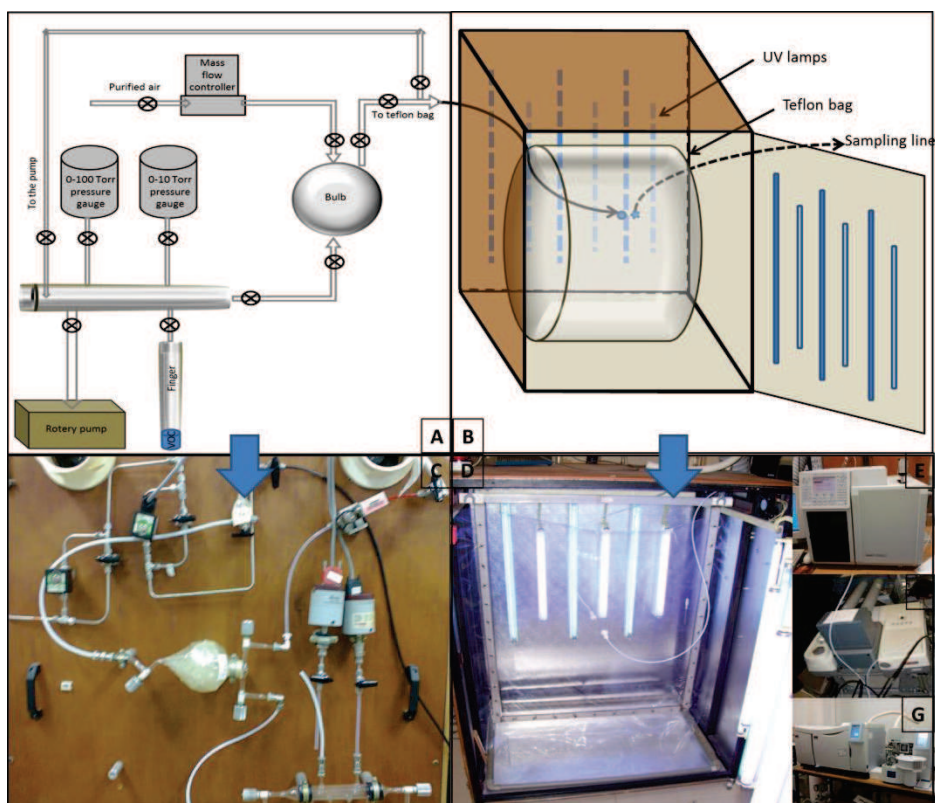 Mass
flow
controller
Purified air
To teflon bag
To the pump
0-100 Torr
pressure
gauge
0-10 Torr
pressure
gauge
Bulb
Finger
VOC
Rotery pump
A
UV lamps
Teflon bag
Sampling line
B
C
D
E
G